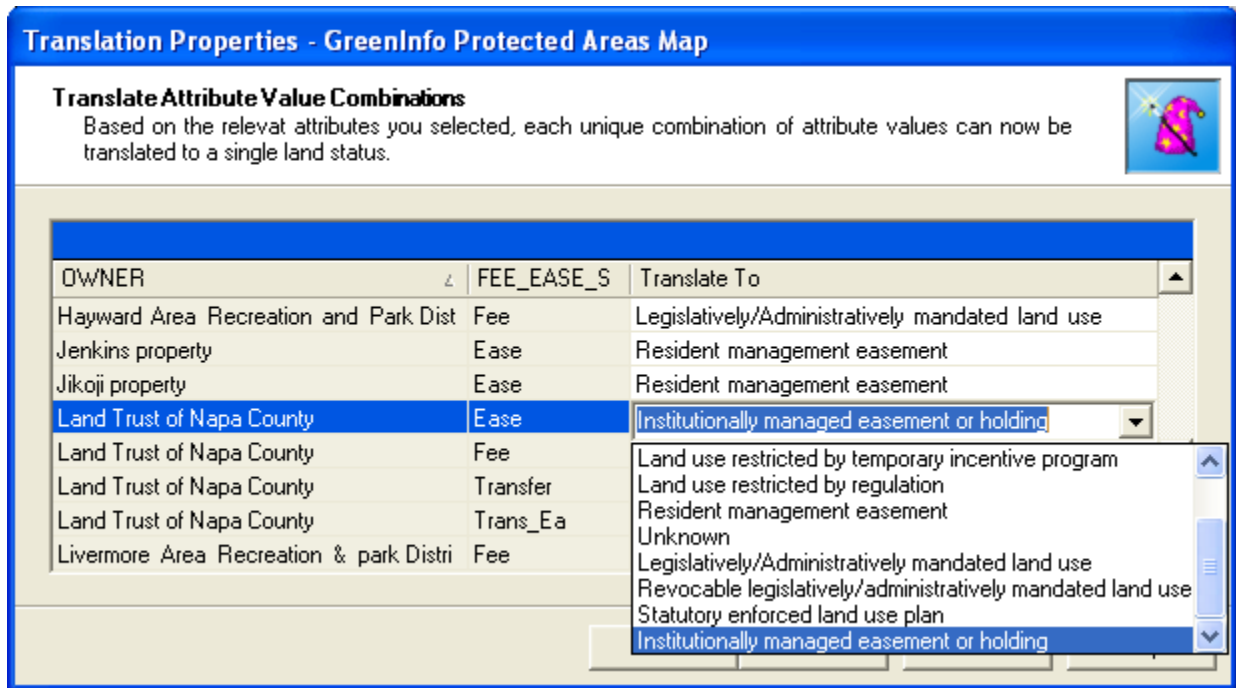 Translation Properties - GreenInfo Protected Areas Map
Translate Attribute Value Combinations
Based on the relevat attributes you selected, each unique combination of attribute values can now be
translated to a single land status.
OWNER FEE_EASE_S Translate To
Hayward Area Recreation and Park Dist Fee Legislatively/Administratively mandated land use
Jenkins property Ease Resident management easement
Jikoji property Ease Resident management easement
Land Trust of Napa County Ease Institutionally managed easement or holding
Land Trust of Napa County Fee
Land Trust of Napa County Transfer
Land Trust of Napa County Trans_Ea
Livermore Area Recreation & park Distri Fee
Land use restricted by temporary incentive program
Land use restricted by regulation
Resident management easement
Unknown
Legislatively/Administratively mandated land use
Revocable legislatively/administratively mandated land use
Statutory enforced land use plan
Institutionally managed easement or holding